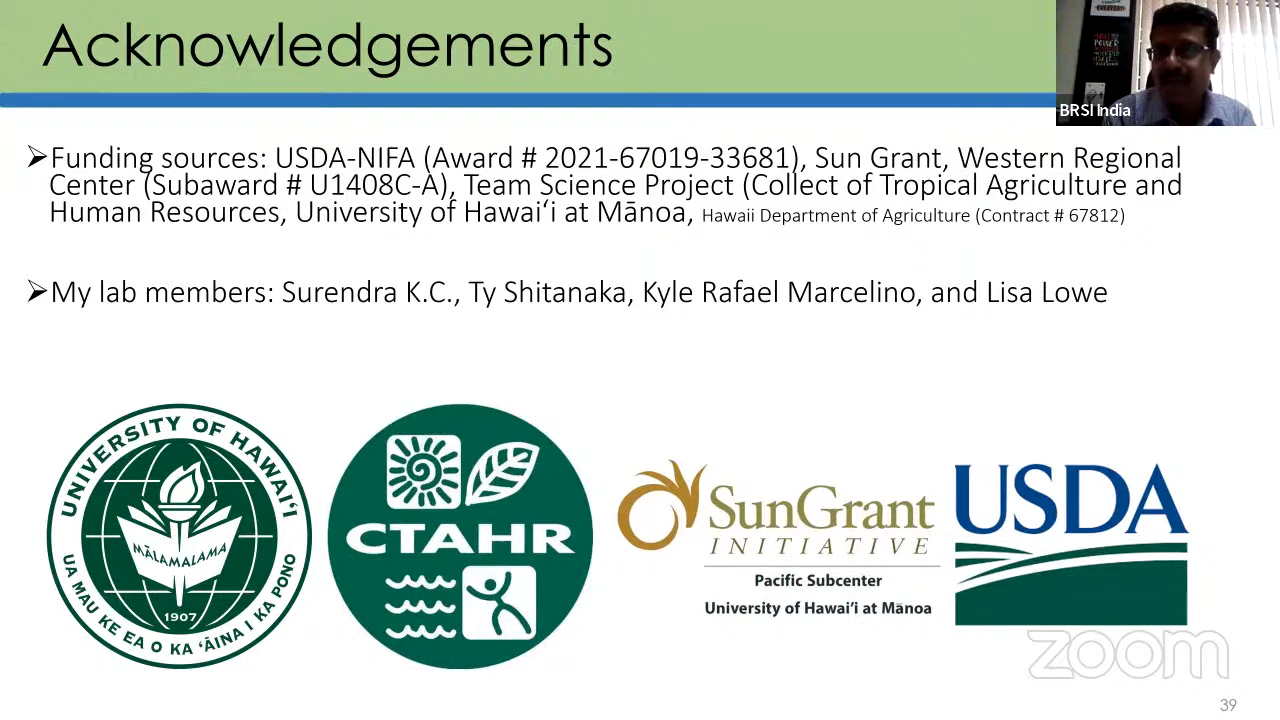 Acknowledgements
BRSI India
➢Funding sources: USDA-NIFA (Award # 2021-67019-33681), Sun Grant, Western Regional
Center (Subaward # U1408C-A), Team Science Project (Collect of Tropical Agriculture and
Human Resources, University of Hawaiʻi at Mānoa, Hawaii Department of Agriculture (Contract # 67812)
➢My lab members: Surendra K.C., Ty Shitanaka, Kyle Rafael Marcelino, and Lisa Lowe
UNIVERSITY OF HAWAIʻI
MĀLAMALAMA
1907
UA MAU KE EA O KA ʻĀINA I KA PONO
CTAHR
SunGrant
INITIATIVE
Pacific Subcenter
University of Hawai’i at Mānoa
USDA
zoom
39